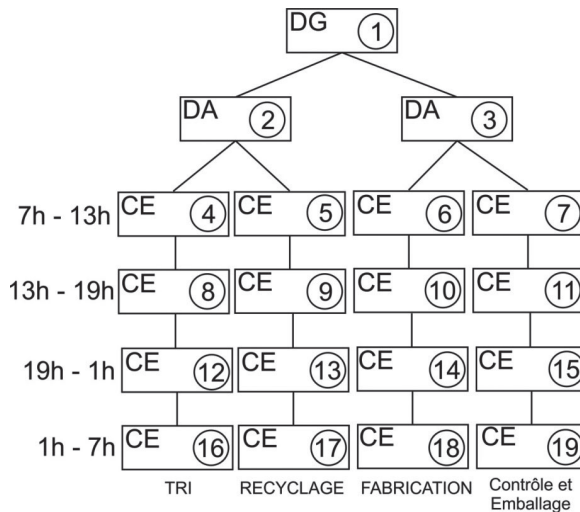 DG 1
DA 2 DA 3
7h - 13h CE 4 CE 5 CE 6 CE 7
13h - 19h CE 8 CE 9 CE 10 CE 11
19h - 1h CE 12 CE 13 CE 14 CE 15
1h - 7h CE 16 CE 17 CE 18 CE 19
TRI RECYCLAGE FABRICATION Contrôle et
Emballage